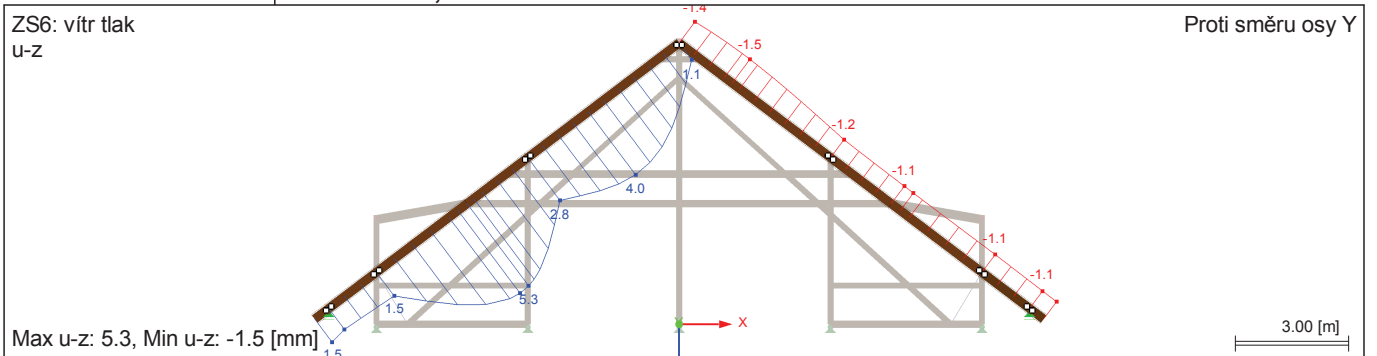 ZS6: vítr tlak
u-z
Proti směru osy Y
-1.4
-1.5
1.1
-1.2
4.0
-1.1
2.8
-1.1
5.3
1.5
-1.1
X
3.00 [m]
Max u-z: 5.3, Min u-z: -1.5 [mm]
1.5